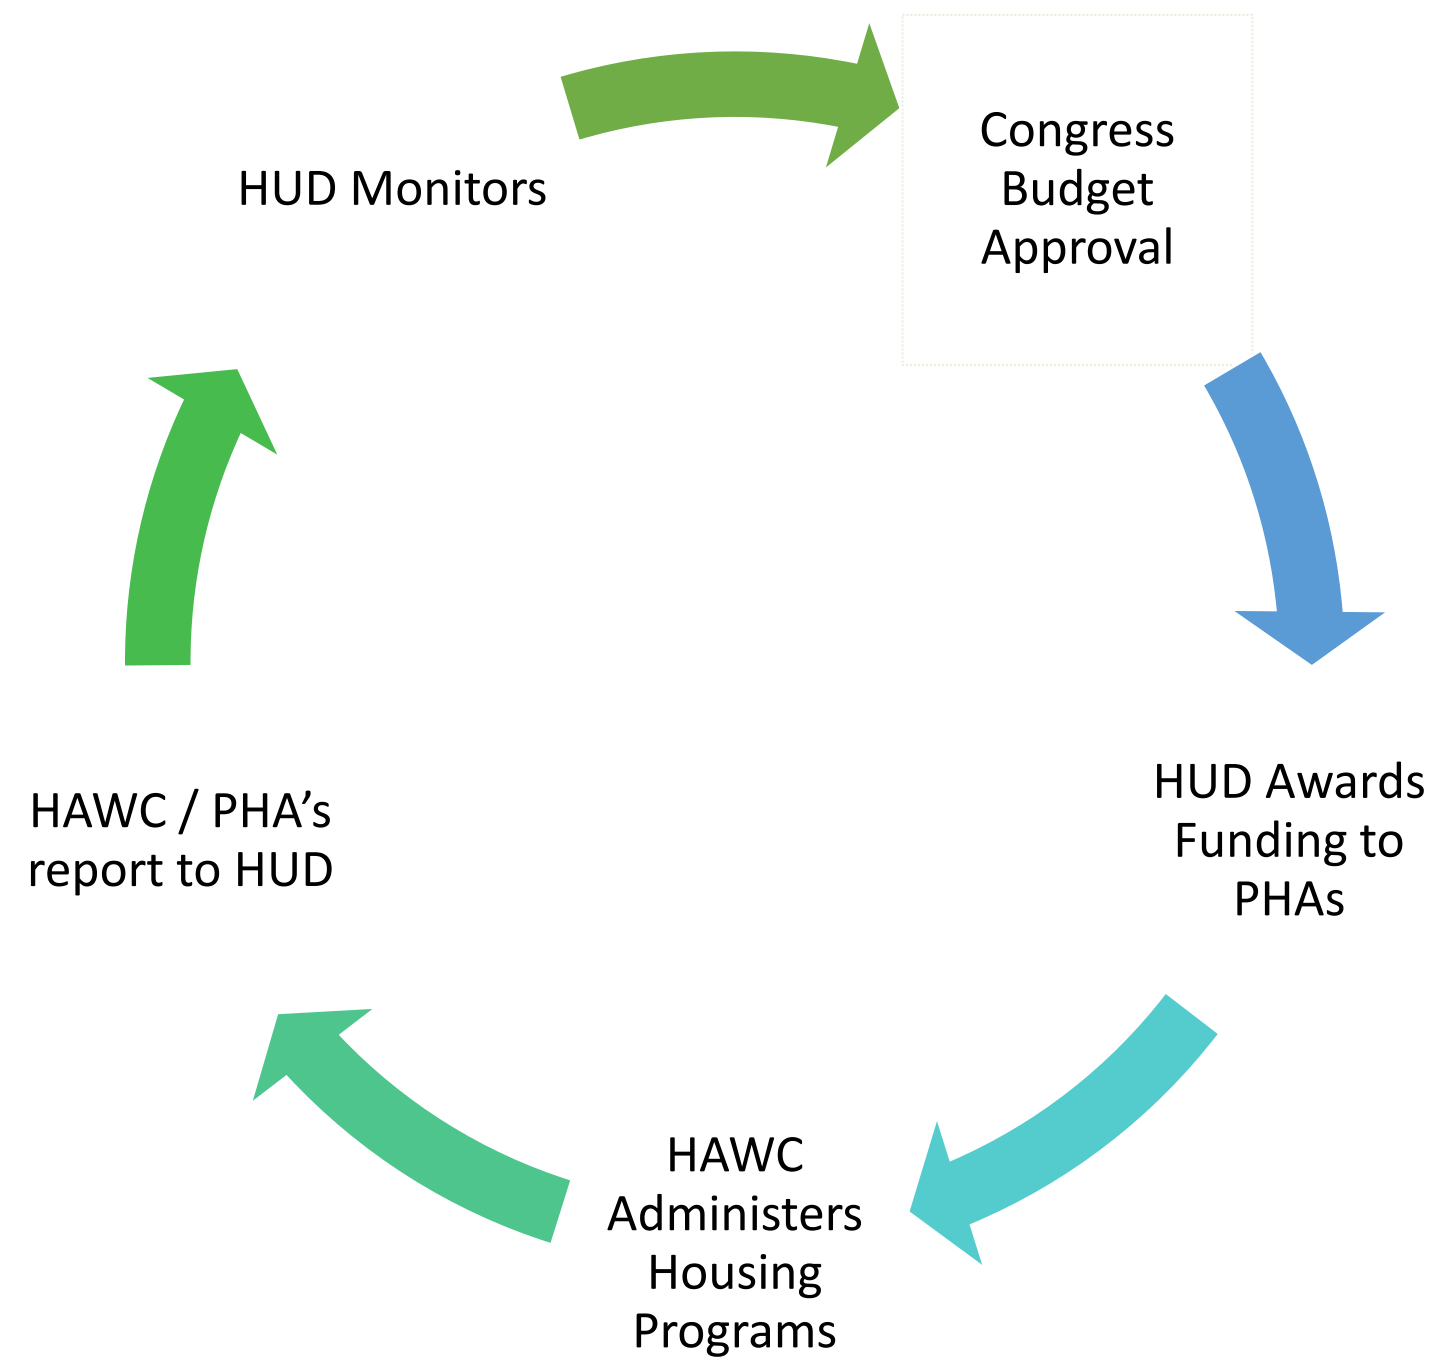 Congress
Budget
Approval
HUD Awards
Funding to
PHAs
HAWC
Administers
Housing
Programs
HAWC / PHA’s
report to HUD
HUD Monitors